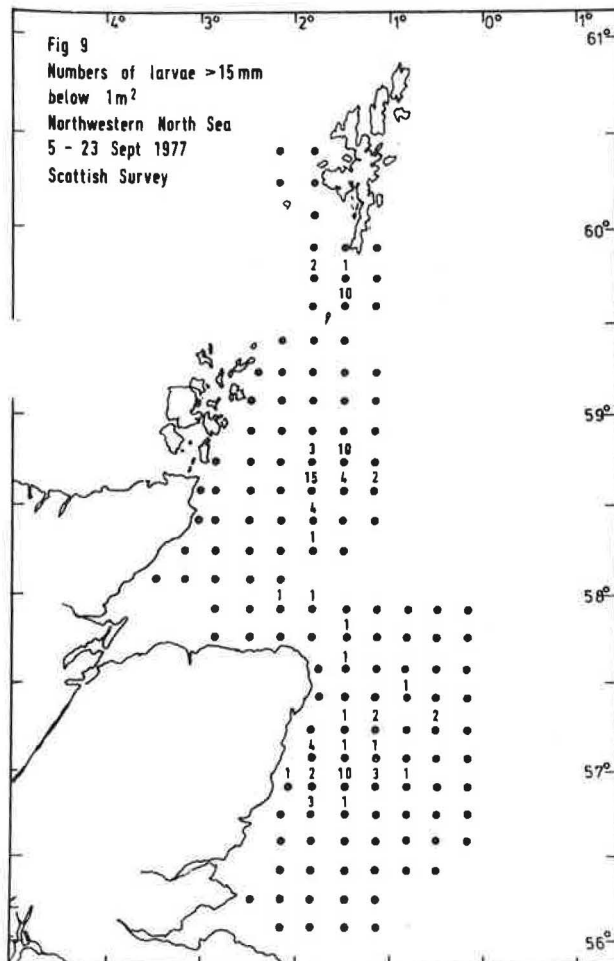 4° 3° 2° 1° 0° 1°
61°
Fig 9
Numbers of larvae >15mm
below 1m²
Northwestern North Sea
5 - 23 Sept 1977
Scottish Survey
60°
2 1
10
59°
3 10
15 4 2
4
1
58°
1 1
1
1
1
1 2 2
4 1 1
57°
1 2 10 3 1
3 1
56°